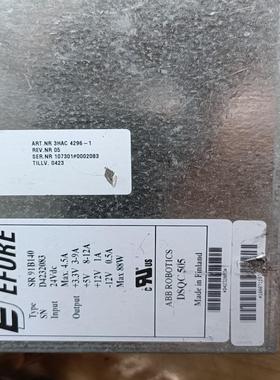 ART.NR 3HAC 4296-1
REV.NR 05
SER.NR 107301#0002083
TILLV. 0423
EFORE
Type SR 91B140
SN D4232083
Input 24Vdc Max. 4.5A
Output +3.3V 3-9A
+5V 8-12A
+12V 1A
-12V 0.5A
Max 88W
ABB ROBOTICS
DSQC 505
Made in Finland